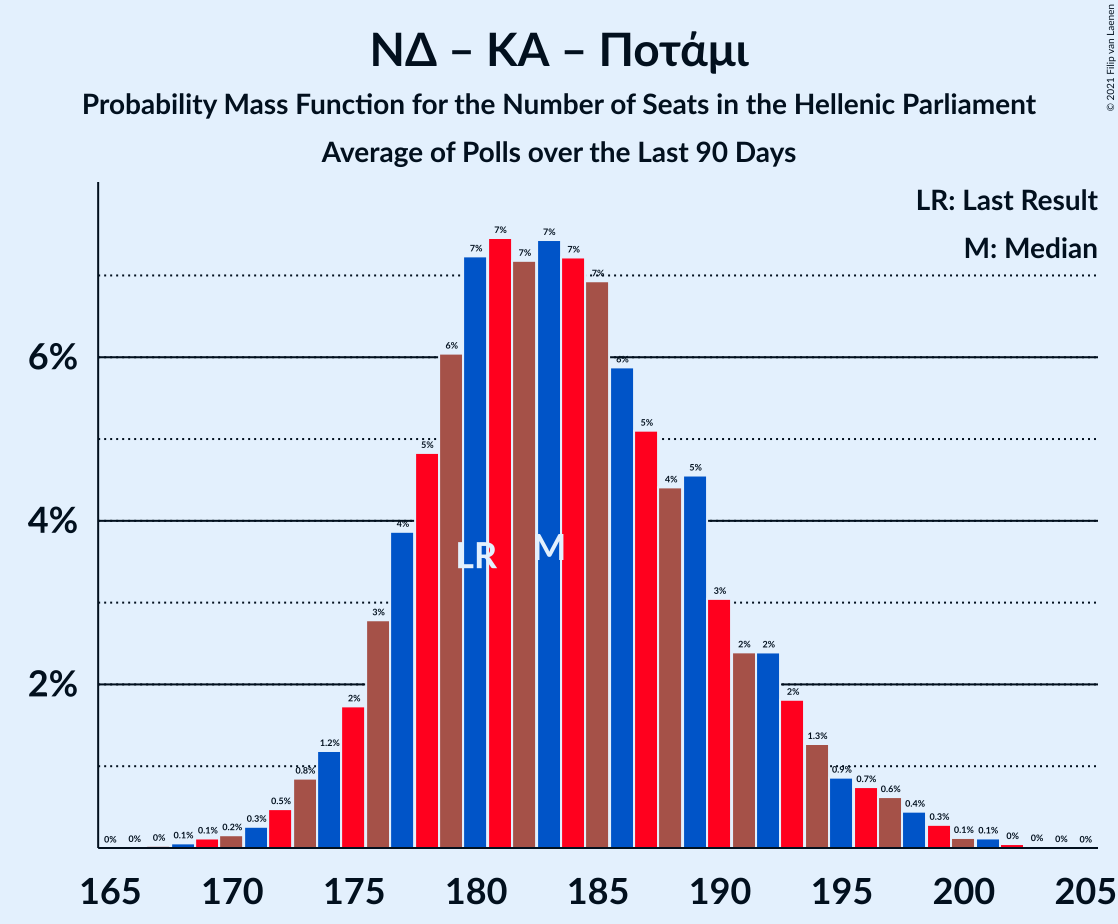 ΝΔ – ΚΑ – Ποτάμι
Probability Mass Function for the Number of Seats in the Hellenic Parliament
Average of Polls over the Last 90 Days
© 2021 Filip van Laenen
LR: Last Result
M: Median
6%
4%
2%
0% 0% 0% 0.1% 0.1% 0.2% 0.3% 0.5% 0.8% 1.2% 2% 3% 4% 5% 6% 7% 7% 7% 7% 7% 7% 6% 5% 4% 5% 3% 2% 2% 2% 1.3% 0.9% 0.7% 0.6% 0.4% 0.3% 0.1% 0.1% 0% 0% 0% 0%
LR M
165 170 175 180 185 190 195 200 205